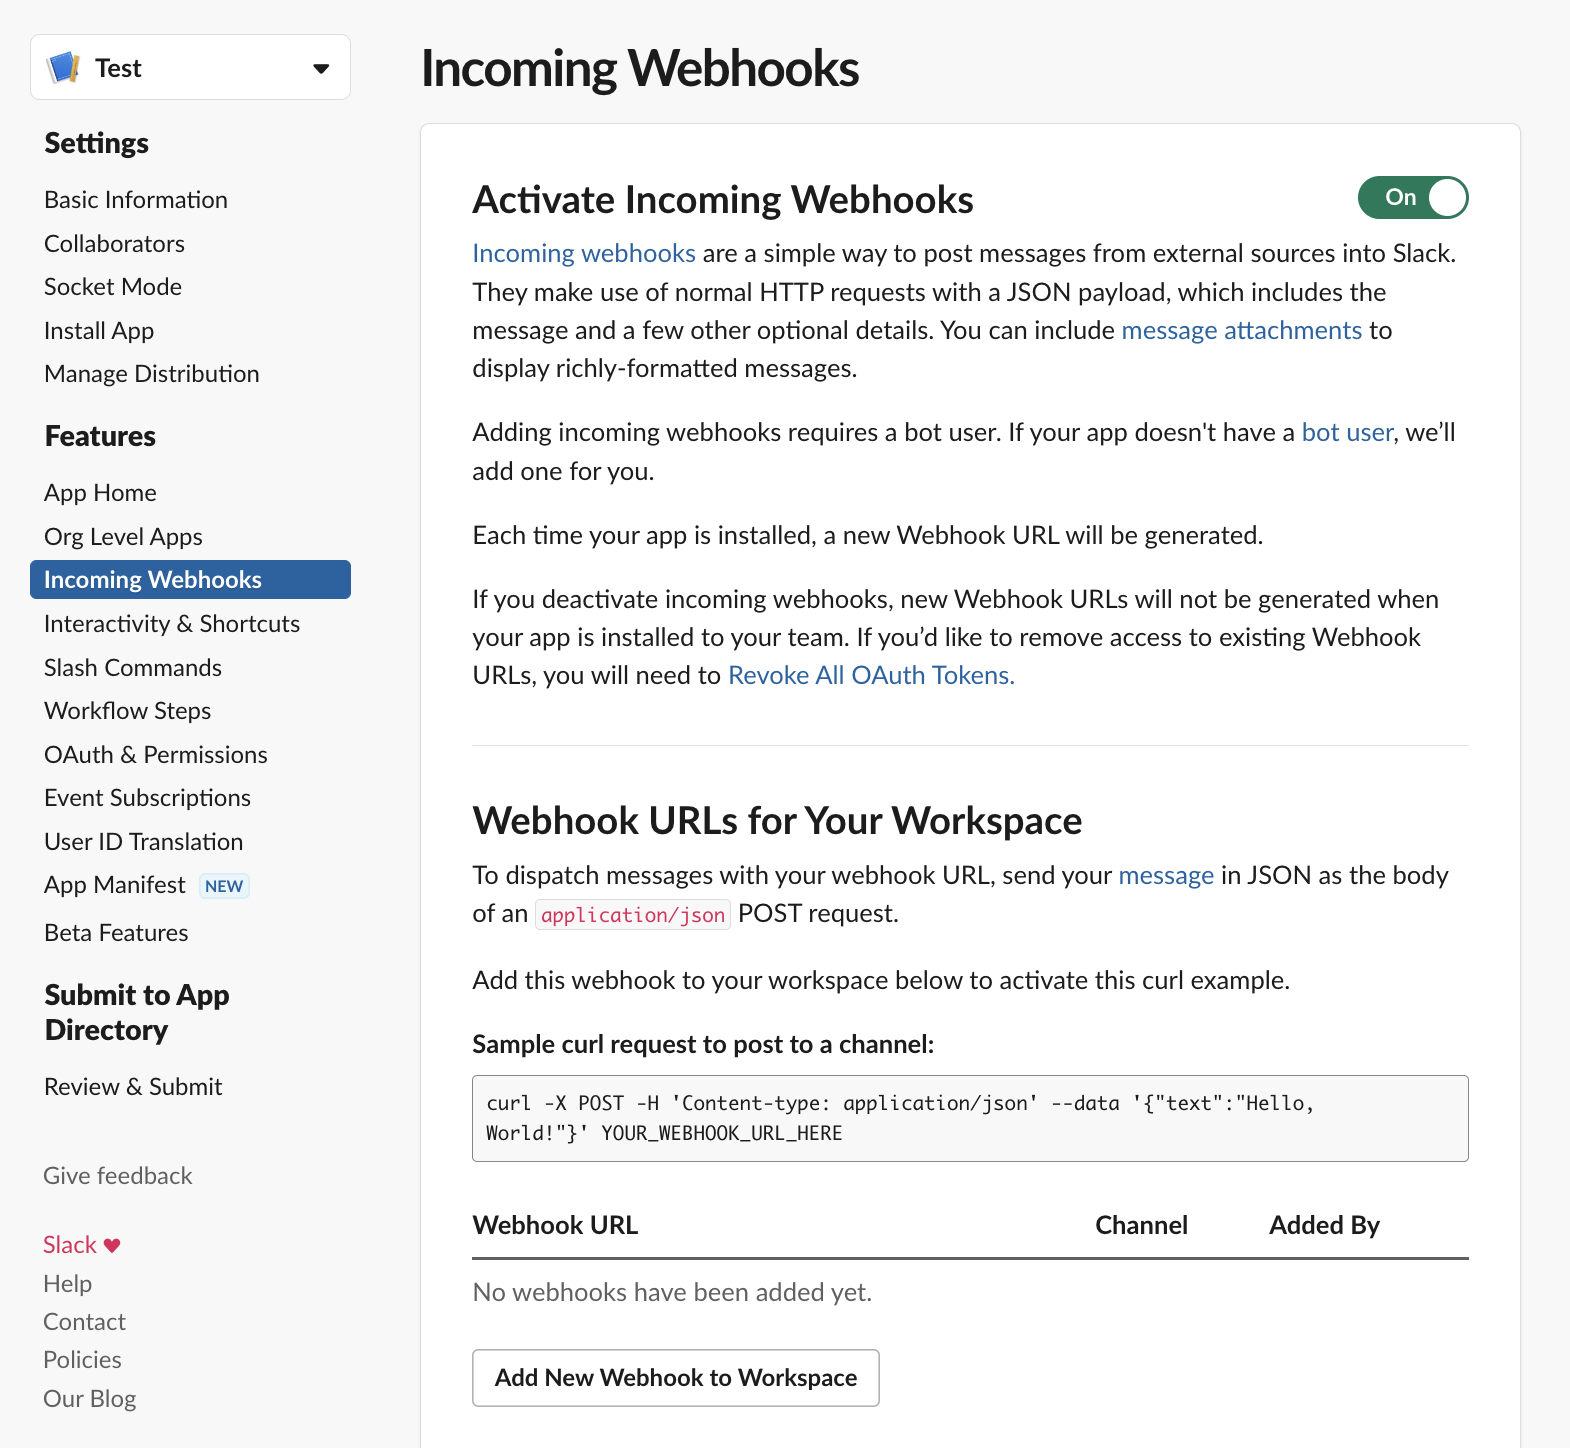 Test
Settings
Basic Information
Collaborators
Socket Mode
Install App
Manage Distribution
Features
App Home
Org Level Apps
Incoming Webhooks
Interactivity & Shortcuts
Slash Commands
Workflow Steps
OAuth & Permissions
Event Subscriptions
User ID Translation
App Manifest NEW
Beta Features
Submit to App
Directory
Review & Submit
Give feedback
Slack ♥
Help
Contact
Policies
Our Blog
Incoming Webhooks
Activate Incoming Webhooks
On
Incoming webhooks are a simple way to post messages from external sources into Slack.
They make use of normal HTTP requests with a JSON payload, which includes the
message and a few other optional details. You can include message attachments to
display richly-formatted messages.
Adding incoming webhooks requires a bot user. If your app doesn't have a bot user, we’ll
add one for you.
Each time your app is installed, a new Webhook URL will be generated.
If you deactivate incoming webhooks, new Webhook URLs will not be generated when
your app is installed to your team. If you’d like to remove access to existing Webhook
URLs, you will need to Revoke All OAuth Tokens.
Webhook URLs for Your Workspace
To dispatch messages with your webhook URL, send your message in JSON as the body
of an application/json POST request.
Add this webhook to your workspace below to activate this curl example.
Sample curl request to post to a channel:
curl -X POST -H 'Content-type: application/json' --data '{"text":"Hello,
World!"}' YOUR_WEBHOOK_URL_HERE
Webhook URL Channel Added By
No webhooks have been added yet.
Add New Webhook to Workspace